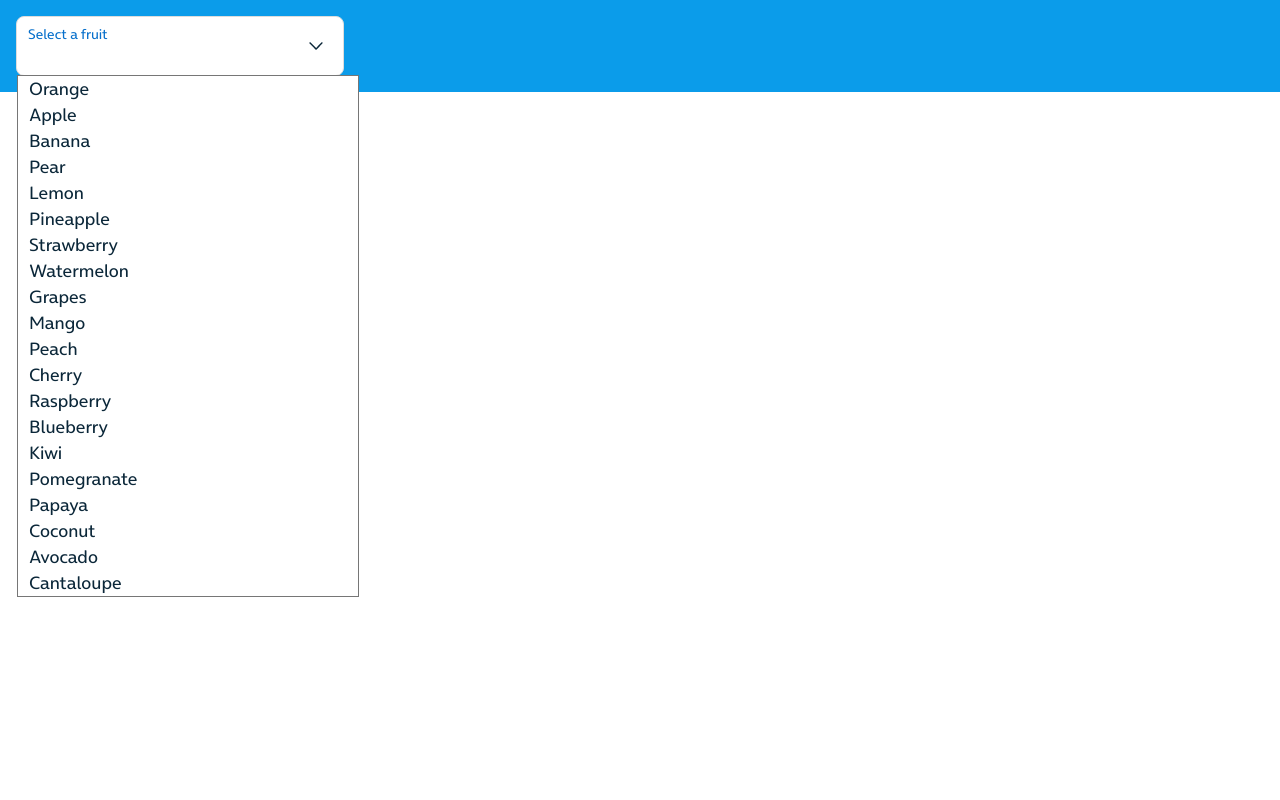 Select a fruit
Orange
Apple
Banana
Pear
Lemon
Pineapple
Strawberry
Watermelon
Grapes
Mango
Peach
Cherry
Raspberry
Blueberry
Kiwi
Pomegranate
Papaya
Coconut
Avocado
Cantaloupe